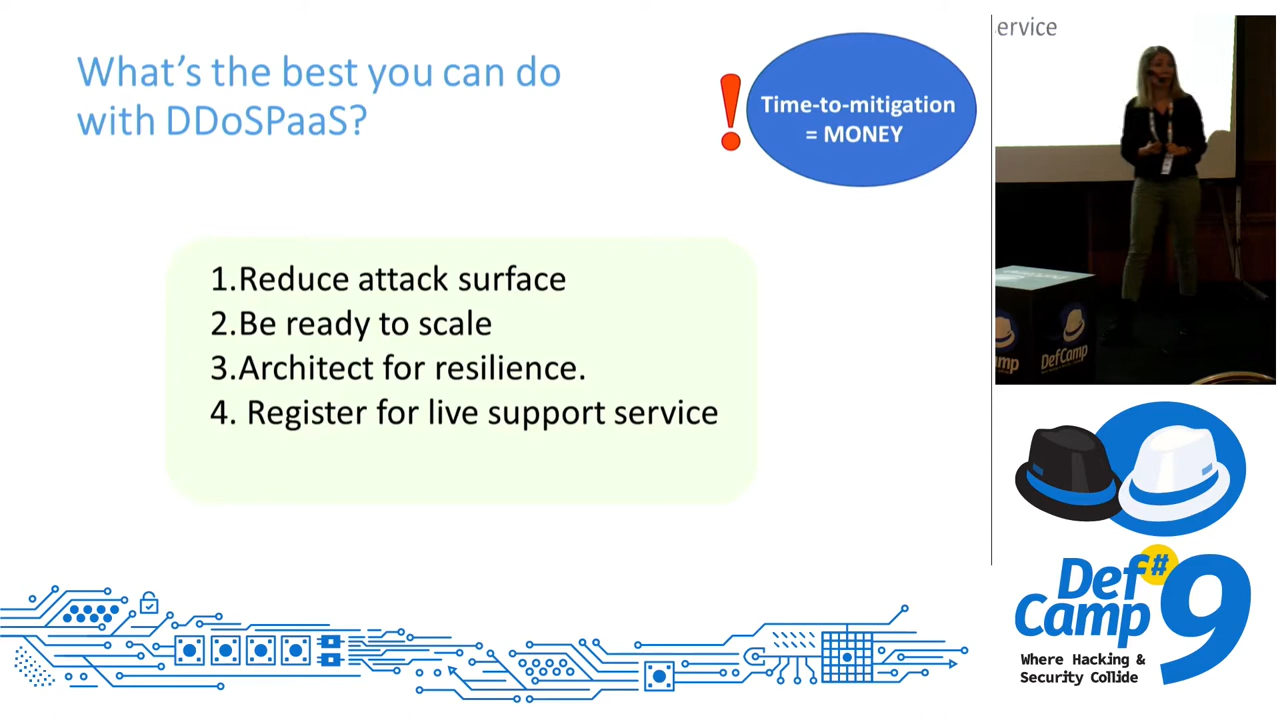 What's the best you can do
with DDoSPaaS?
Time-to-mitigation
= MONEY
1.Reduce attack surface
2.Be ready to scale
3.Architect for resilience.
4. Register for live support service
ervice
mp
DefCamp
Def
Camp
#
9
Where Hacking &
Security Collide